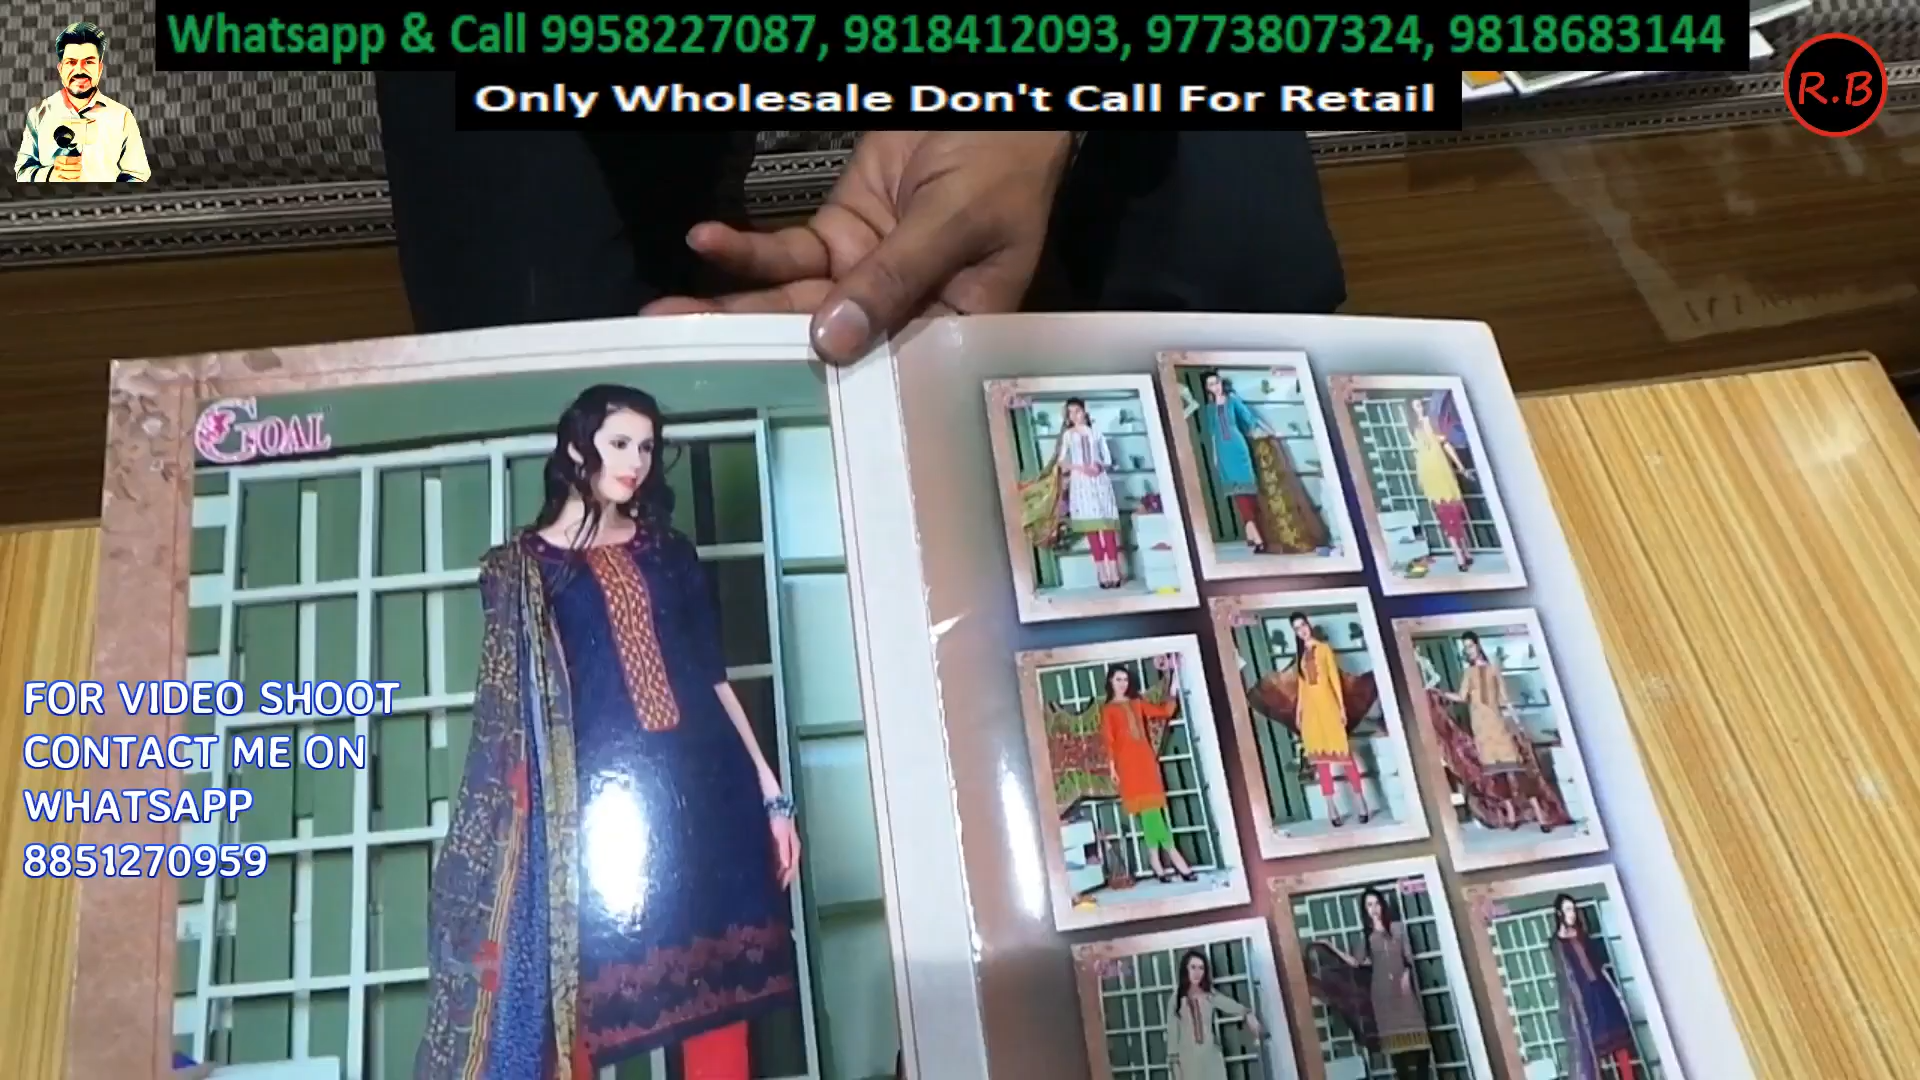 Whatsapp & Call 9958227087, 9818412093, 9773807324, 9818683144
Only Wholesale Don't Call For Retail
R.B
GOAL
FOR VIDEO SHOOT
CONTACT ME ON
WHATSAPP
8851270959